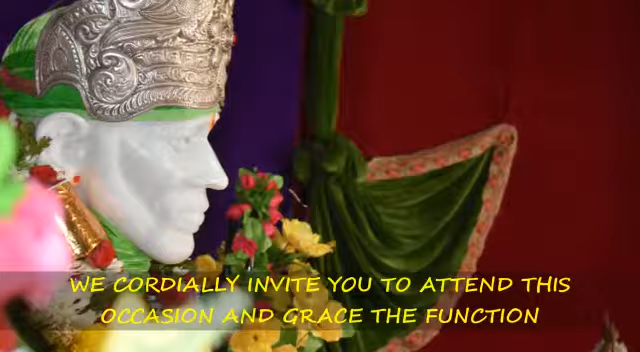 WE CORDIALLY INVITE YOU TO ATTEND THIS
OCCASION AND GRACE THE FUNCTION